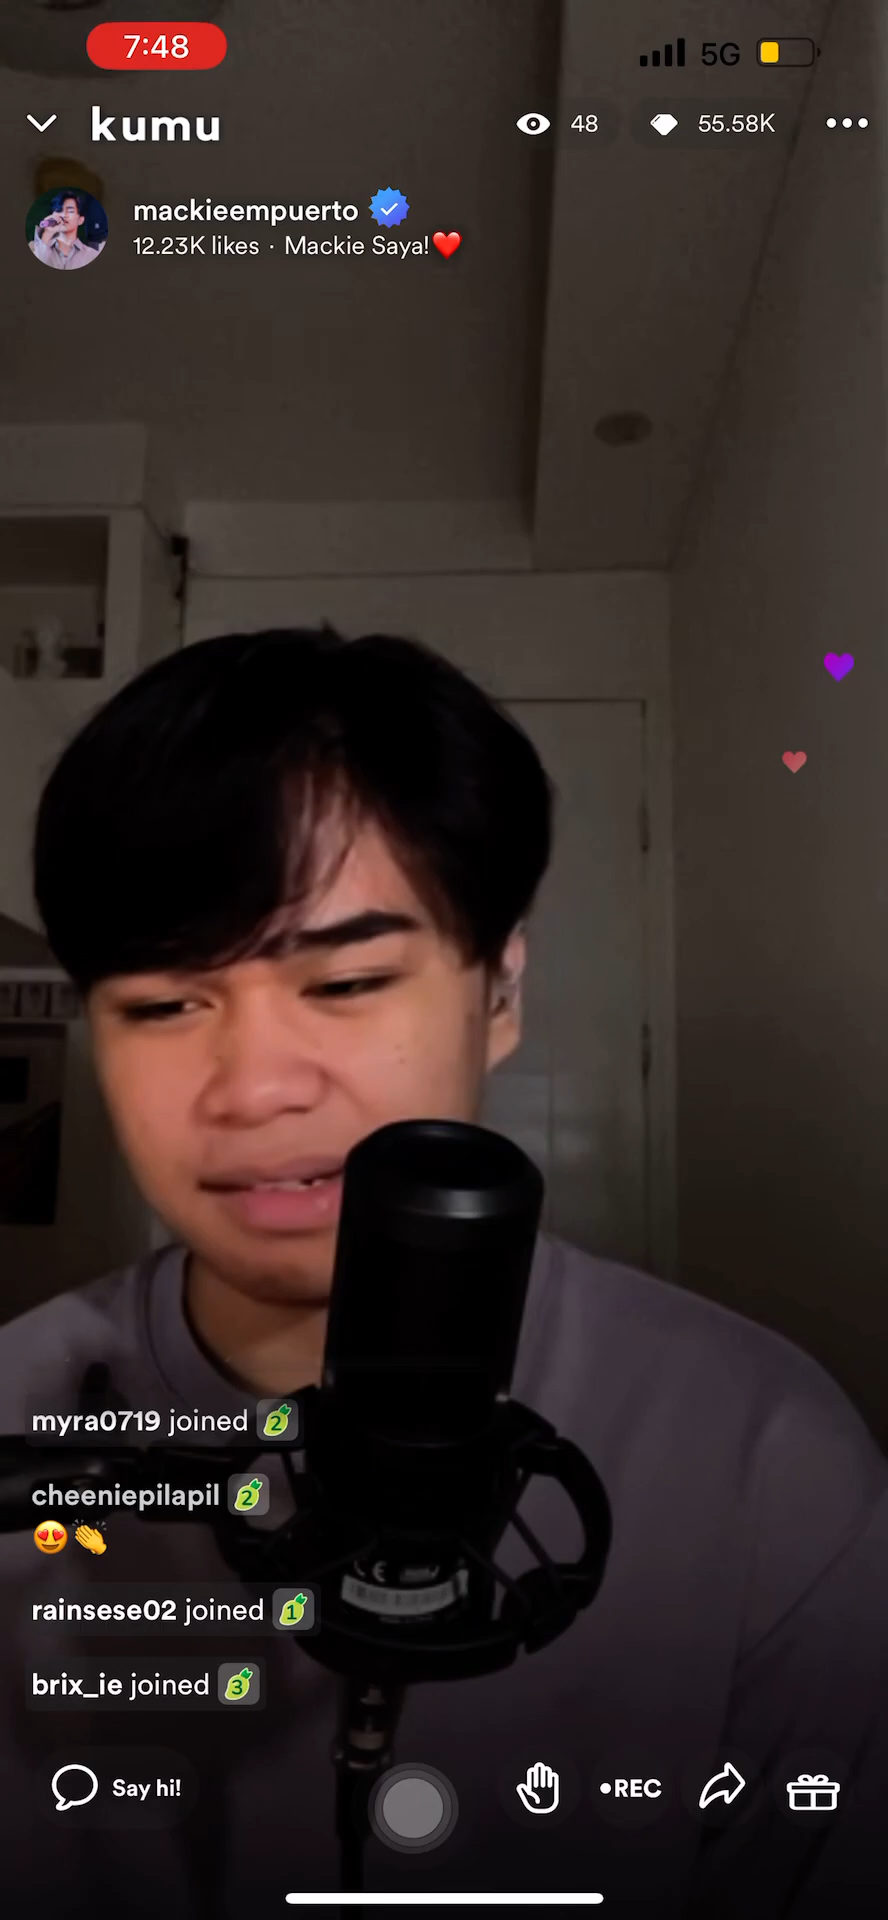 7:48
5G
kumu
48
55.58K
mackieempuerto
12.23K likes · Mackie Saya!❤️
myra0719 joined 2
cheeniepilapil 2
😍👏
rainsese02 joined 1
brix_ie joined 3
Say hi!
•REC